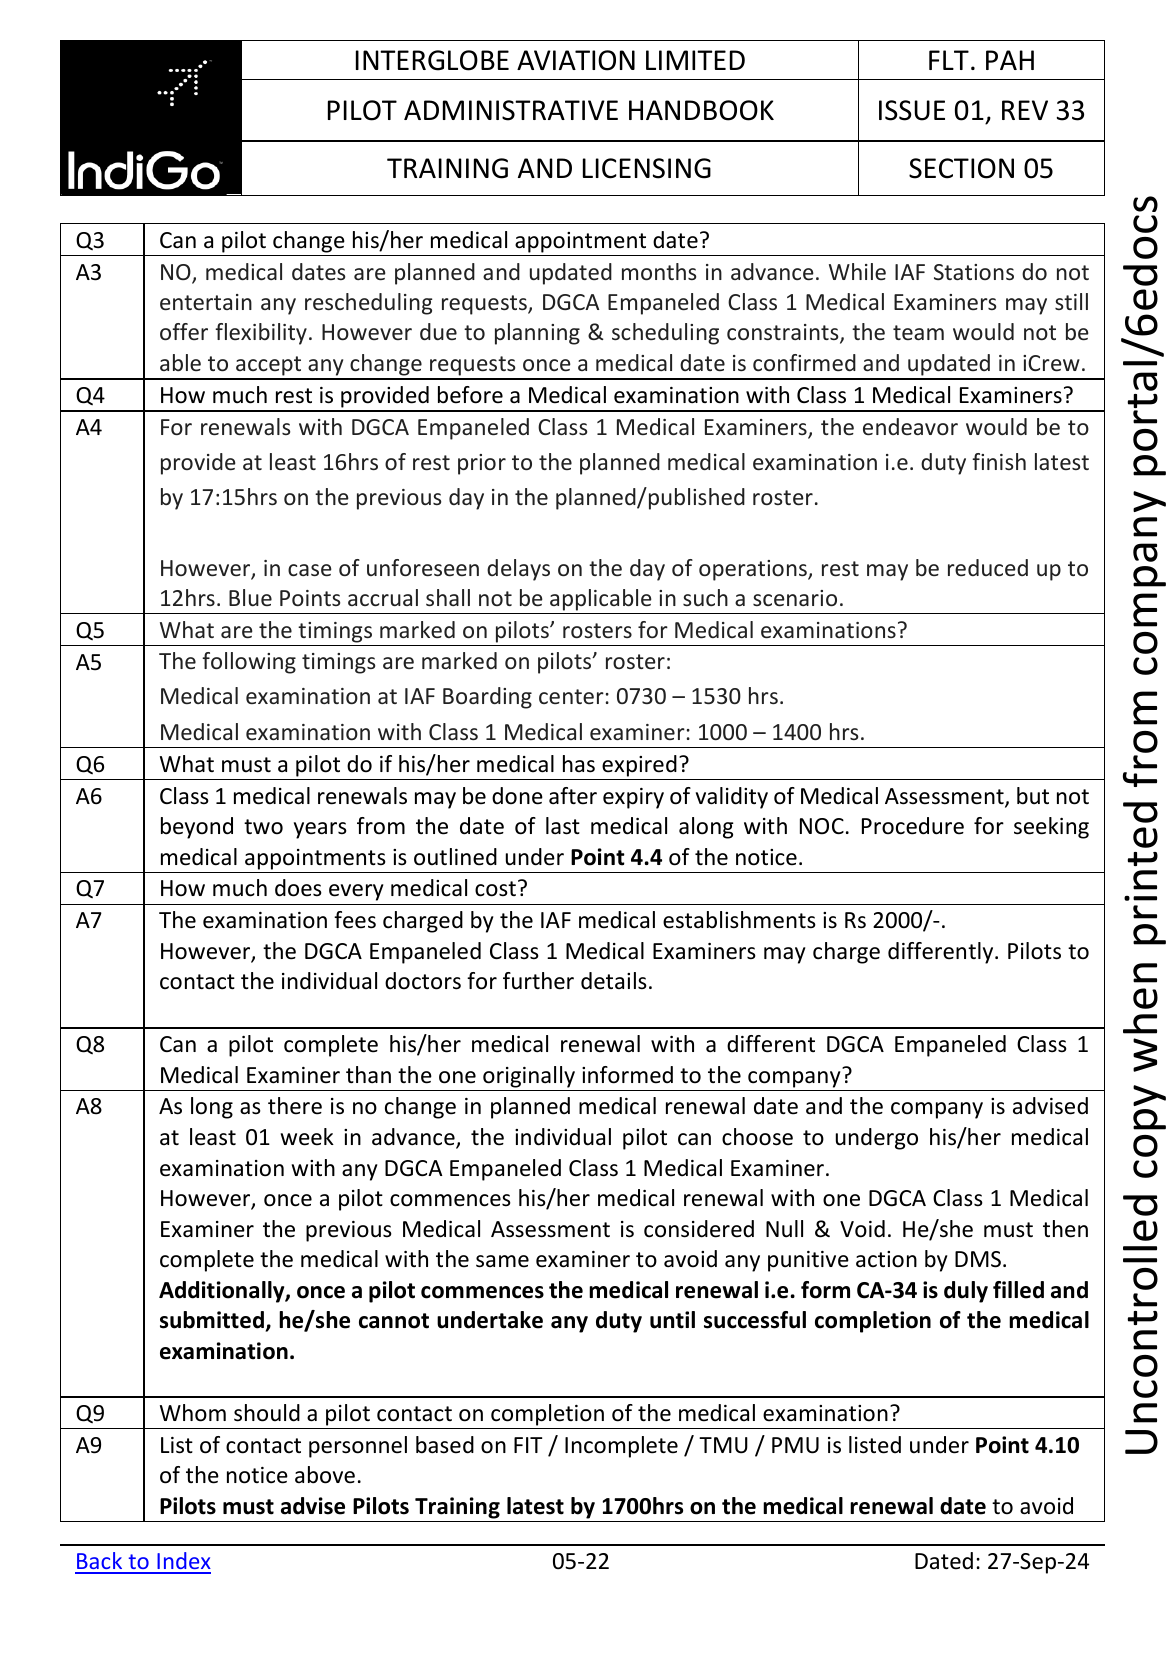 INTERGLOBE AVIATION LIMITED
FLT. PAH
PILOT ADMINISTRATIVE HANDBOOK
ISSUE 01, REV 33
IndiGo
TRAINING AND LICENSING
SECTION 05
Q3 Can a pilot change his/her medical appointment date?
A3 NO, medical dates are planned and updated months in advance. While IAF Stations do not
entertain any rescheduling requests, DGCA Empaneled Class 1 Medical Examiners may still
offer flexibility. However due to planning & scheduling constraints, the team would not be
able to accept any change requests once a medical date is confirmed and updated in iCrew.
Q4 How much rest is provided before a Medical examination with Class 1 Medical Examiners?
A4 For renewals with DGCA Empaneled Class 1 Medical Examiners, the endeavor would be to
provide at least 16hrs of rest prior to the planned medical examination i.e. duty finish latest
by 17:15hrs on the previous day in the planned/published roster.
However, in case of unforeseen delays on the day of operations, rest may be reduced up to
12hrs. Blue Points accrual shall not be applicable in such a scenario.
Q5 What are the timings marked on pilots’ rosters for Medical examinations?
A5 The following timings are marked on pilots’ roster:
Medical examination at IAF Boarding center: 0730 – 1530 hrs.
Medical examination with Class 1 Medical examiner: 1000 – 1400 hrs.
Q6 What must a pilot do if his/her medical has expired?
A6 Class 1 medical renewals may be done after expiry of validity of Medical Assessment, but not
beyond two years from the date of last medical along with NOC. Procedure for seeking
medical appointments is outlined under Point 4.4 of the notice.
Q7 How much does every medical cost?
A7 The examination fees charged by the IAF medical establishments is Rs 2000/-.
However, the DGCA Empaneled Class 1 Medical Examiners may charge differently. Pilots to
contact the individual doctors for further details.
Q8 Can a pilot complete his/her medical renewal with a different DGCA Empaneled Class 1
Medical Examiner than the one originally informed to the company?
A8 As long as there is no change in planned medical renewal date and the company is advised
at least 01 week in advance, the individual pilot can choose to undergo his/her medical
examination with any DGCA Empaneled Class 1 Medical Examiner.
However, once a pilot commences his/her medical renewal with one DGCA Class 1 Medical
Examiner the previous Medical Assessment is considered Null & Void. He/she must then
complete the medical with the same examiner to avoid any punitive action by DMS.
Additionally, once a pilot commences the medical renewal i.e. form CA-34 is duly filled and
submitted, he/she cannot undertake any duty until successful completion of the medical
examination.
Q9 Whom should a pilot contact on completion of the medical examination?
A9 List of contact personnel based on FIT / Incomplete / TMU / PMU is listed under Point 4.10
of the notice above.
Pilots must advise Pilots Training latest by 1700hrs on the medical renewal date to avoid
Back to Index
05-22
Dated: 27-Sep-24
Uncontrolled copy when printed from company portal/6edocs